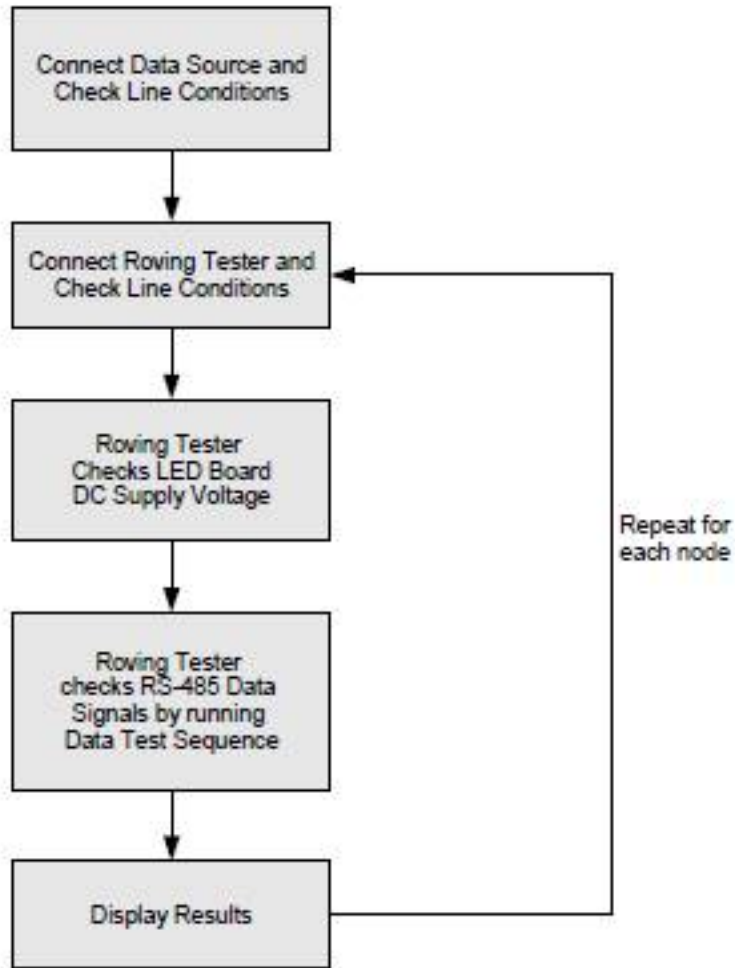 Connect Data Source and
Check Line Conditions
Connect Roving Tester and
Check Line Conditions
Roving Tester
Checks LED Board
DC Supply Voltage
Repeat for
each node
Roving Tester
checks RS-485 Data
Signals by running
Data Test Sequence
Display Results